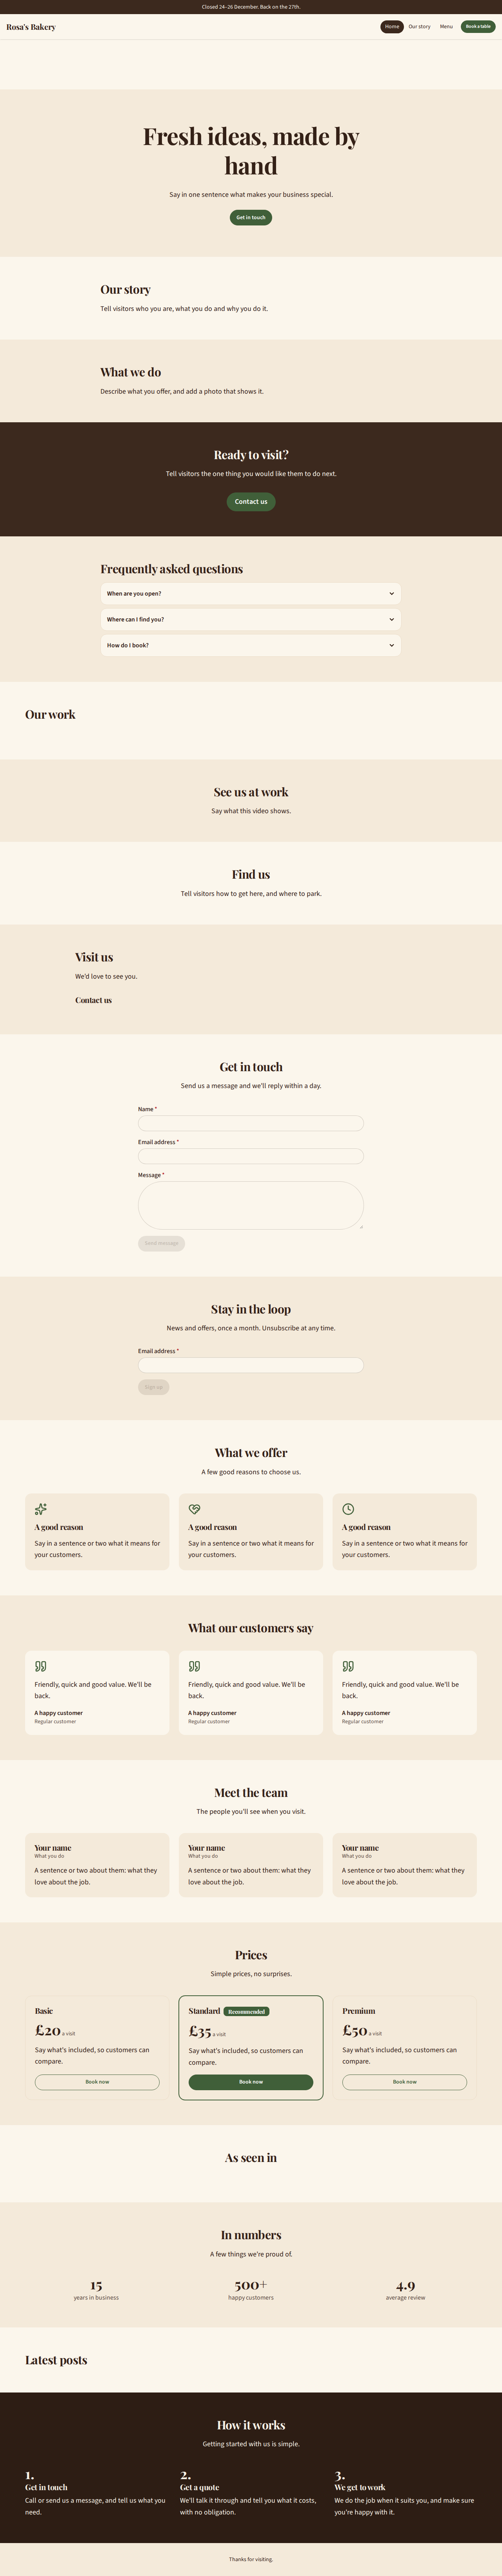 Closed 24–26 December. Back on the 27th.
Rosa's Bakery
Home
Our story
Menu
Book a table
Fresh ideas, made by
hand
Say in one sentence what makes your business special.
Get in touch
Our story
Tell visitors who you are, what you do and why you do it.
What we do
Describe what you offer, and add a photo that shows it.
Ready to visit?
Tell visitors the one thing you would like them to do next.
Contact us
Frequently asked questions
When are you open?
Where can I find you?
How do I book?
Our work
See us at work
Say what this video shows.
Find us
Tell visitors how to get here, and where to park.
Visit us
We'd love to see you.
Contact us
Get in touch
Send us a message and we'll reply within a day.
Name *
Email address *
Message *
Send message
Stay in the loop
News and offers, once a month. Unsubscribe at any time.
Email address *
Sign up
What we offer
A few good reasons to choose us.
A good reason
Say in a sentence or two what it means for
your customers.
A good reason
Say in a sentence or two what it means for
your customers.
A good reason
Say in a sentence or two what it means for
your customers.
What our customers say
Friendly, quick and good value. We'll be
back.
A happy customer
Regular customer
Friendly, quick and good value. We'll be
back.
A happy customer
Regular customer
Friendly, quick and good value. We'll be
back.
A happy customer
Regular customer
Meet the team
The people you'll see when you visit.
Your name
What you do
A sentence or two about them: what they
love about the job.
Your name
What you do
A sentence or two about them: what they
love about the job.
Your name
What you do
A sentence or two about them: what they
love about the job.
Prices
Simple prices, no surprises.
Basic
£20 a visit
Say what's included, so customers can
compare.
Book now
Standard Recommended
£35 a visit
Say what's included, so customers can
compare.
Book now
Premium
£50 a visit
Say what's included, so customers can
compare.
Book now
As seen in
In numbers
A few things we're proud of.
15
years in business
500+
happy customers
4.9
average review
Latest posts
How it works
Getting started with us is simple.
1.
Get in touch
Call or send us a message, and tell us what you
need.
2.
Get a quote
We'll talk it through and tell you what it costs,
with no obligation.
3.
We get to work
We do the job when it suits you, and make sure
you're happy with it.
Thanks for visiting.